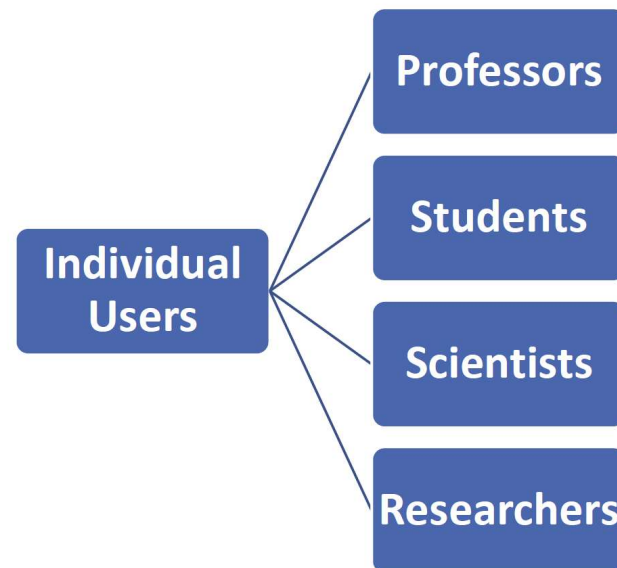 Professors
Students
Individual
Users
Scientists
Researchers